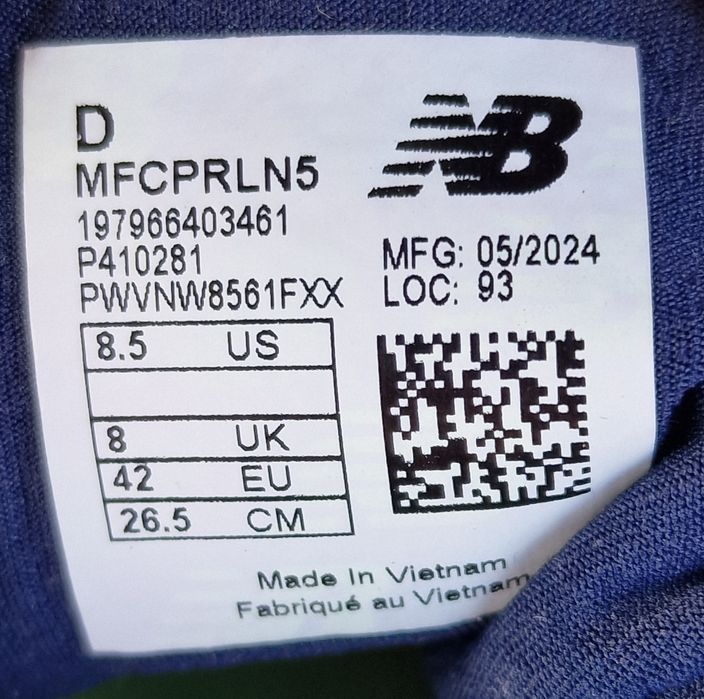 D
MFCPRLN5
197966403461
P410281
PWVNW8561FXX
NB
MFG: 05/2024
LOC: 93
8.5 US
8 UK
42 EU
26.5 CM
Made In Vietnam
Fabriqué au Vietnam